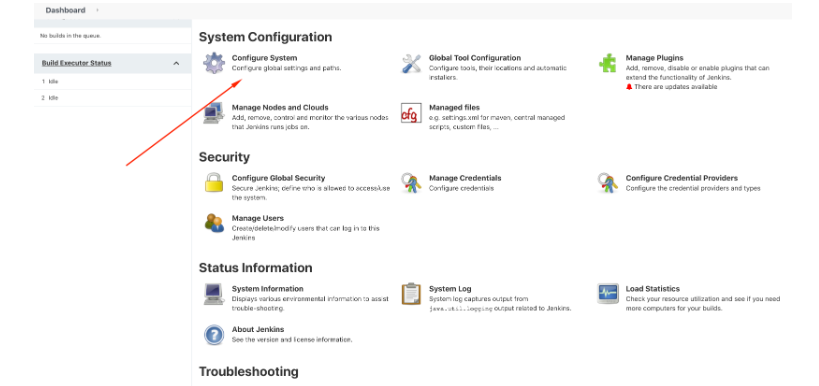 Dashboard
No builds in the queue.
Build Executor Status
1 Idle
2 Idle
System Configuration
Configure System
Configure global settings and paths.
Global Tool Configuration
Configure tools, their locations and automatic
installers.
Manage Plugins
Add, remove, disable or enable plugins that can
extend the functionality of Jenkins.
There are updates available
Manage Nodes and Clouds
Add, remove, control and monitor the various nodes
that Jenkins runs jobs on.
cfg
Managed files
e.g. settings.xml for maven, central managed
scripts, custom files, ...
Security
Configure Global Security
Secure Jenkins; define who is allowed to access/use
the system.
Manage Credentials
Configure credentials
Configure Credential Providers
Configure the credential providers and types
Manage Users
Create/delete/modify users that can log in to this
Jenkins
Status Information
System Information
Displays various environmental information to assist
trouble-shooting.
System Log
System log captures output from
java.util.logging output related to Jenkins.
Load Statistics
Check your resource utilization and see if you need
more computers for your builds.
About Jenkins
See the version and license information.
Troubleshooting